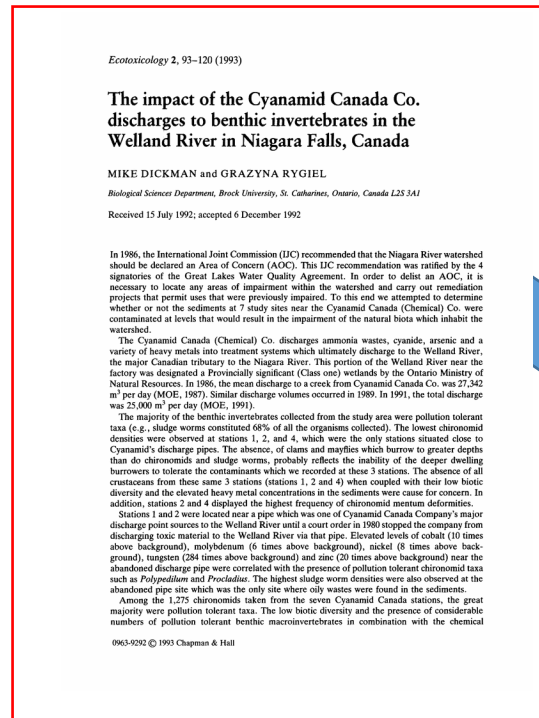 Ecotoxicology 2, 93–120 (1993)
The impact of the Cyanamid Canada Co.
discharges to benthic invertebrates in the
Welland River in Niagara Falls, Canada
MIKE DICKMAN and GRAZYNA RYGIEL
Biological Sciences Department, Brock University, St. Catharines, Ontario, Canada L2S 3A1
Received 15 July 1992; accepted 6 December 1992
In 1986, the International Joint Commission (IJC) recommended that the Niagara River watershed
should be declared an Area of Concern (AOC). This IJC recommendation was ratified by the 4
signatories of the Great Lakes Water Quality Agreement. In order to delist an AOC, it is
necessary to locate any areas of impairment within the watershed and carry out remediation
projects that permit uses that were previously impaired. To this end we attempted to determine
whether or not the sediments at 7 study sites near the Cyanamid Canada (Chemical) Co. were
contaminated at levels that would result in the impairment of the natural biota which inhabit the
watershed.
The Cyanamid Canada (Chemical) Co. discharges ammonia wastes, cyanide, arsenic and a
variety of heavy metals into treatment systems which ultimately discharge to the Welland River,
the major Canadian tributary to the Niagara River. This portion of the Welland River near the
factory was designated a Provincially significant (Class one) wetlands by the Ontario Ministry of
Natural Resources. In 1986, the mean discharge to a creek from Cyanamid Canada Co. was 27,342
m³ per day (MOE, 1987). Similar discharge volumes occurred in 1989. In 1991, the total discharge
was 25,000 m³ per day (MOE, 1991).
The majority of the benthic invertebrates collected from the study area were pollution tolerant
taxa (e.g., sludge worms constituted 68% of all the organisms collected). The lowest chironomid
densities were observed at stations 1, 2, and 4, which were the only stations situated close to
Cyanamid's discharge pipes. The absence, of clams and mayflies which burrow to greater depths
than do chironomids and sludge worms, probably reflects the inability of the deeper dwelling
burrowers to tolerate the contaminants which we recorded at these 3 stations. The absence of all
crustaceans from these same 3 stations (stations 1, 2 and 4) when coupled with their low biotic
diversity and the elevated heavy metal concentrations in the sediments were cause for concern. In
addition, stations 2 and 4 displayed the highest frequency of chironomid mentum deformities.
Stations 1 and 2 were located near a pipe which was one of Cyanamid Canada Company's major
discharge point sources to the Welland River until a court order in 1980 stopped the company from
discharging toxic material to the Welland River via that pipe. Elevated levels of cobalt (10 times
above background), molybdenum (6 times above background), nickel (8 times above back-
ground), tungsten (284 times above background) and zinc (20 times above background) near the
abandoned discharge pipe were correlated with the presence of pollution tolerant chironomid taxa
such as Polypedilum and Procladius. The highest sludge worm densities were also observed at the
abandoned pipe site which was the only site where oily wastes were found in the sediments.
Among the 1,275 chironomids taken from the seven Cyanamid Canada stations, the great
majority were pollution tolerant taxa. The low biotic diversity and the presence of considerable
numbers of pollution tolerant benthic macroinvertebrates in combination with the chemical
0963-9292 © 1993 Chapman & Hall